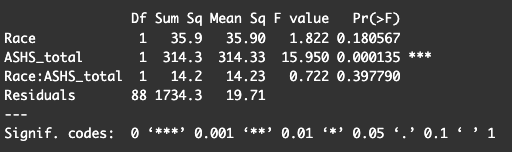 Df Sum Sq Mean Sq F value Pr(>F)
Race 1 35.9 35.90 1.822 0.180567
ASHS_total 1 314.3 314.33 15.950 0.000135 ***
Race:ASHS_total 1 14.2 14.23 0.722 0.397790
Residuals 88 1734.3 19.71
---
Signif. codes: 0 ‘***’ 0.001 ‘**’ 0.01 ‘*’ 0.05 ‘.’ 0.1 ‘ ’ 1